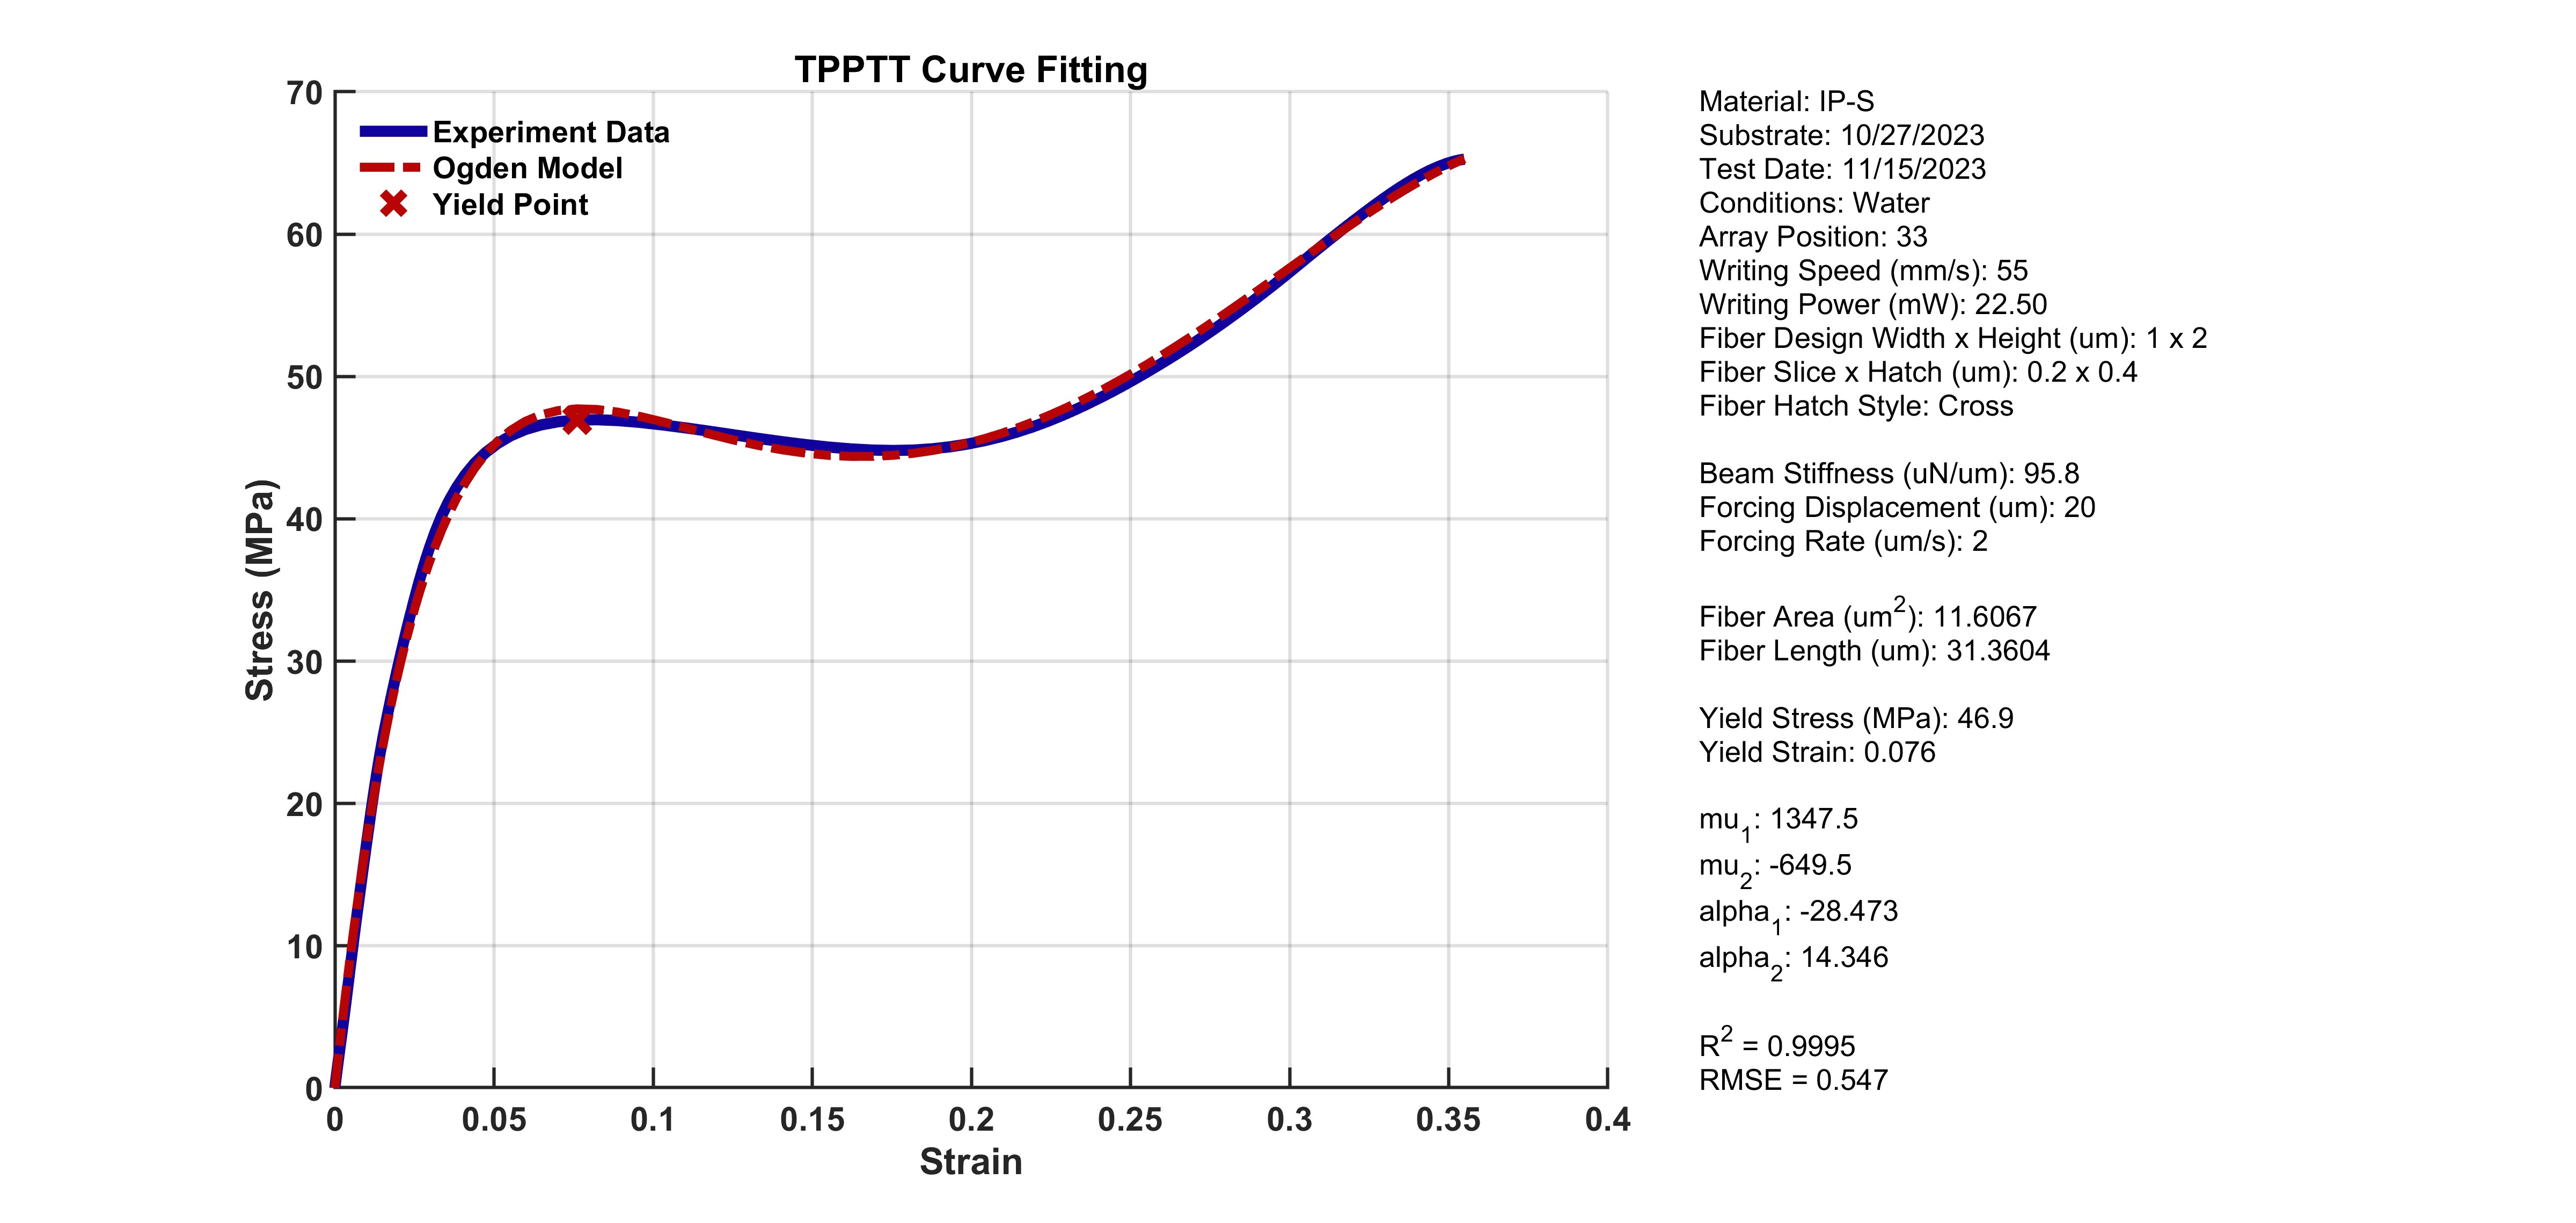 TPPTT Curve Fitting
70
60
50
40
30
20
10
0
Stress (MPa)
Experiment Data
Ogden Model
Yield Point
0 0.05 0.1 0.15 0.2 0.25 0.3 0.35 0.4
Strain
Material: IP-S
Substrate: 10/27/2023
Test Date: 11/15/2023
Conditions: Water
Array Position: 33
Writing Speed (mm/s): 55
Writing Power (mW): 22.50
Fiber Design Width x Height (um): 1 x 2
Fiber Slice x Hatch (um): 0.2 x 0.4
Fiber Hatch Style: Cross
Beam Stiffness (uN/um): 95.8
Forcing Displacement (um): 20
Forcing Rate (um/s): 2
Fiber Area (um²): 11.6067
Fiber Length (um): 31.3604
Yield Stress (MPa): 46.9
Yield Strain: 0.076
mu₁: 1347.5
mu₂: -649.5
alpha₁: -28.473
alpha₂: 14.346
R² = 0.9995
RMSE = 0.547